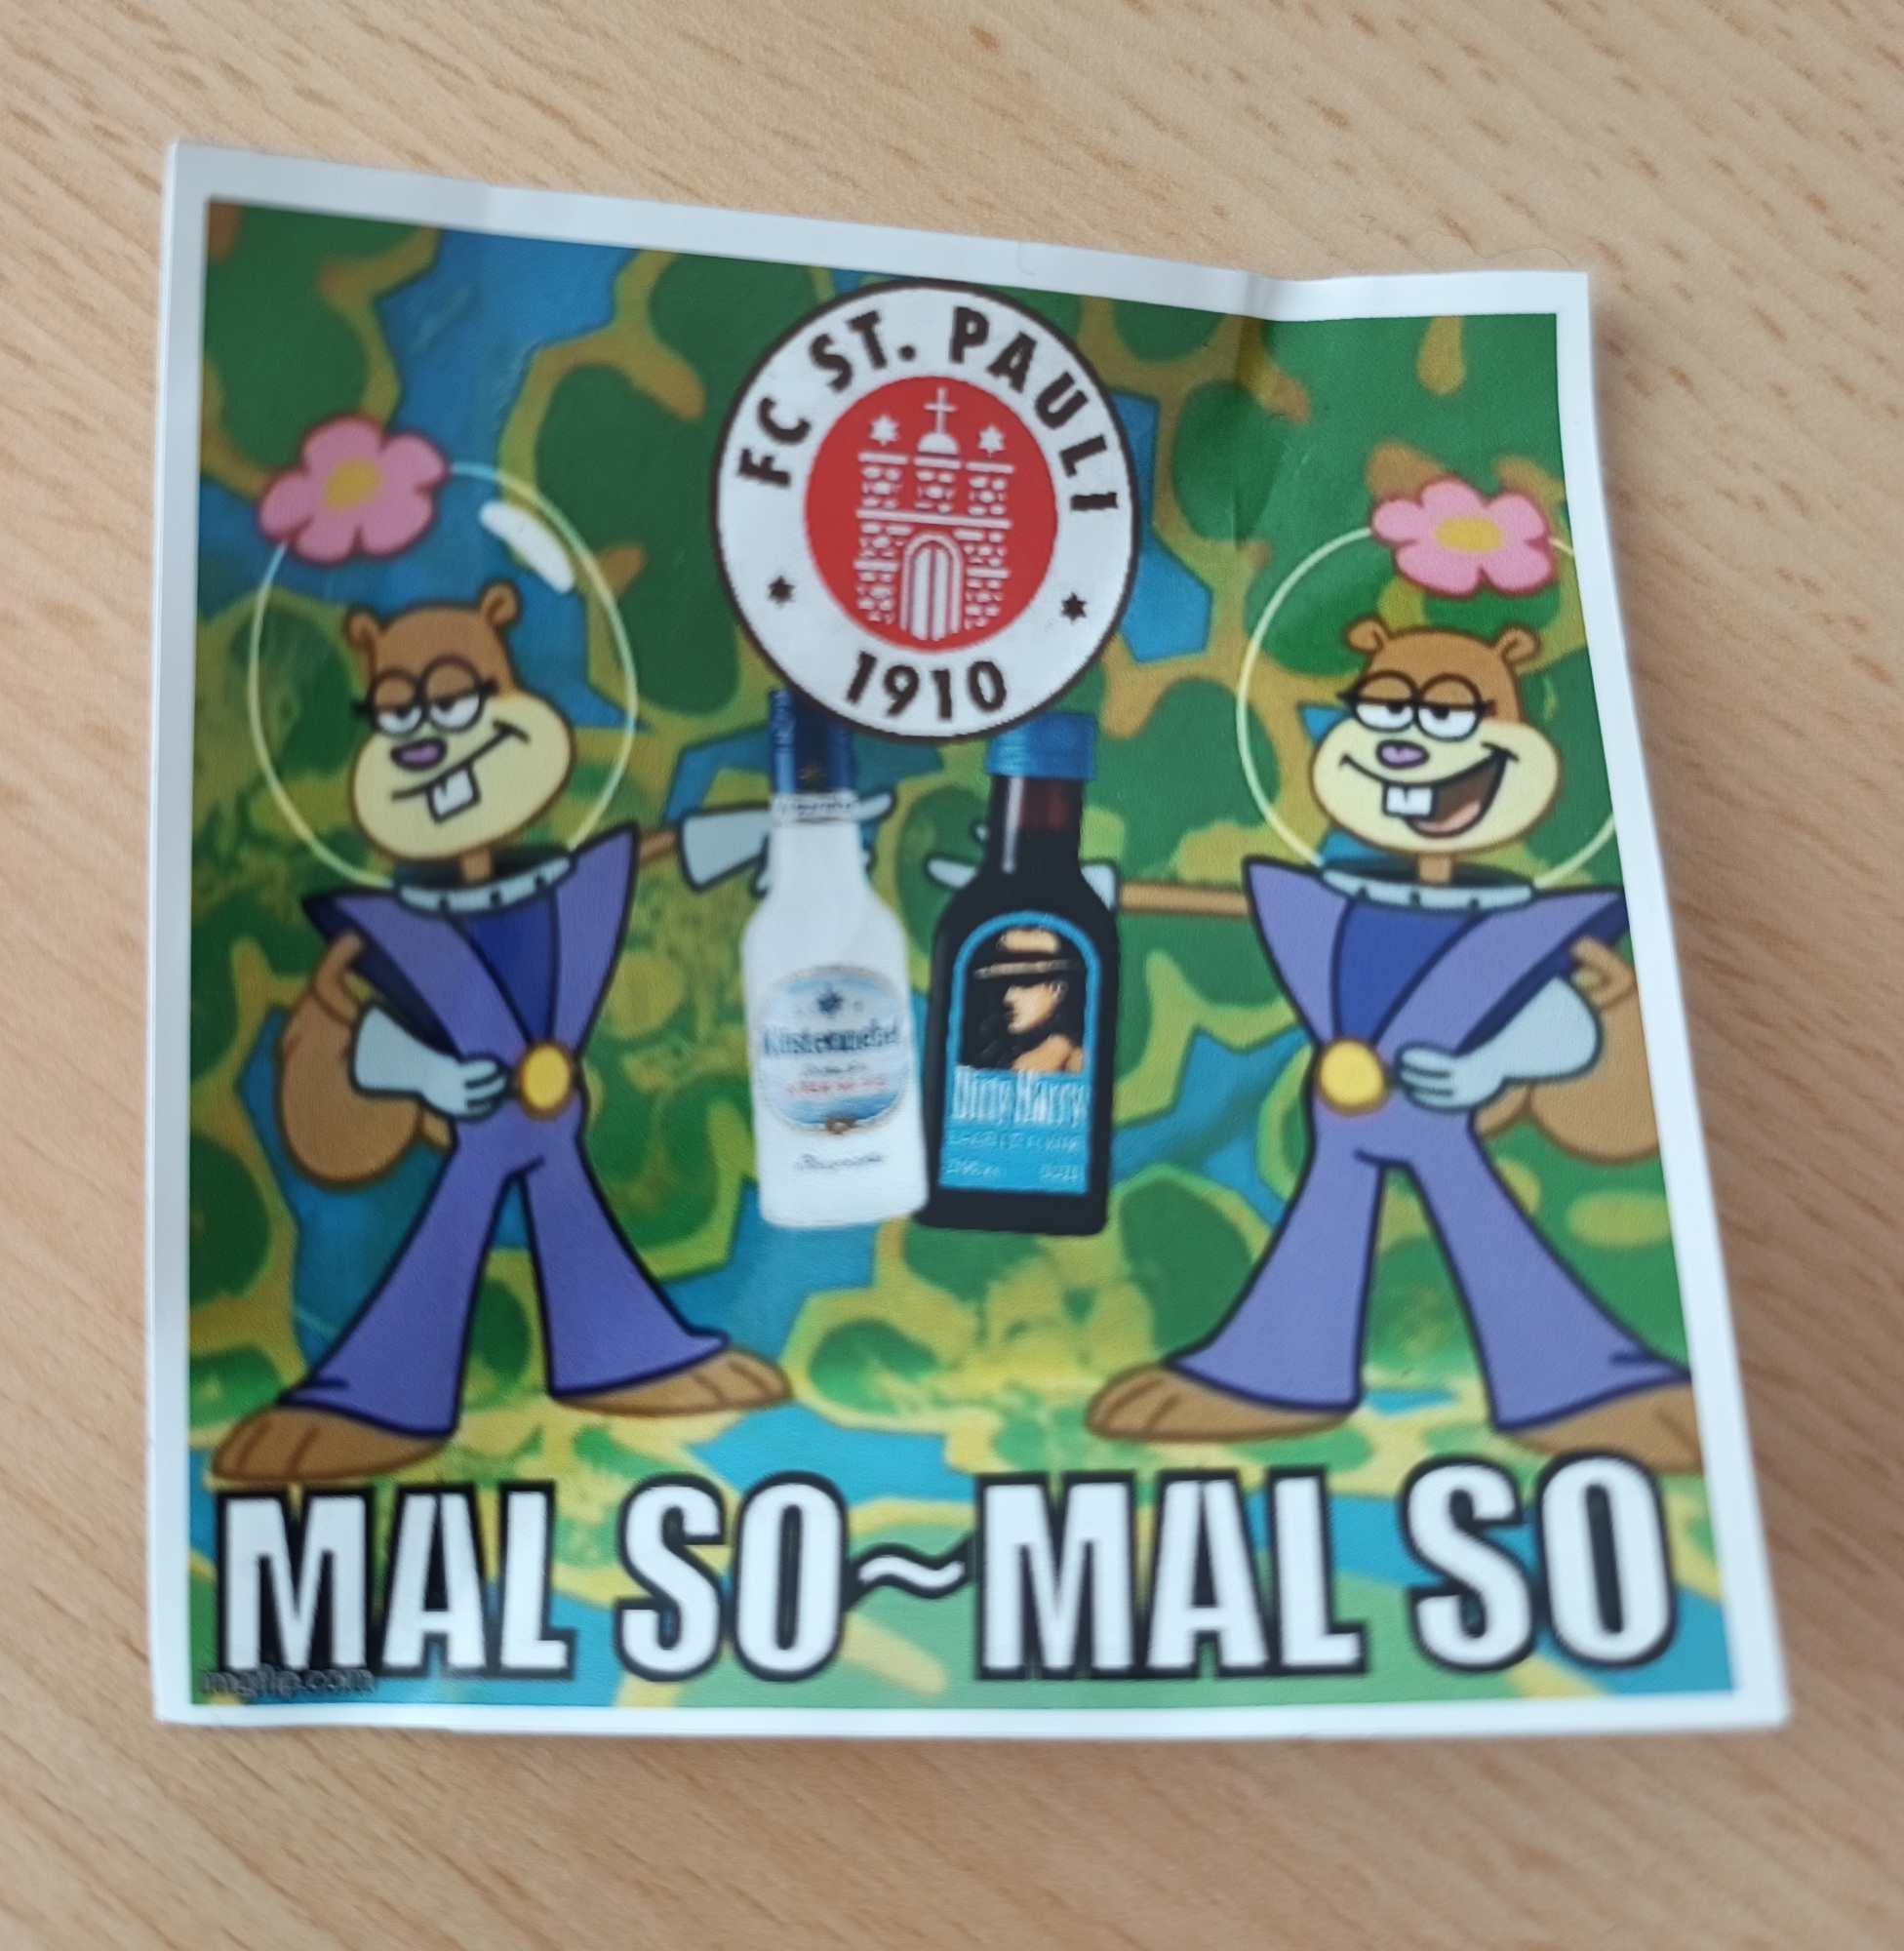 FC ST. PAULI
1910
Küstennebel
Dirty Harry
MAL SO~MAL SO
imgflip.com